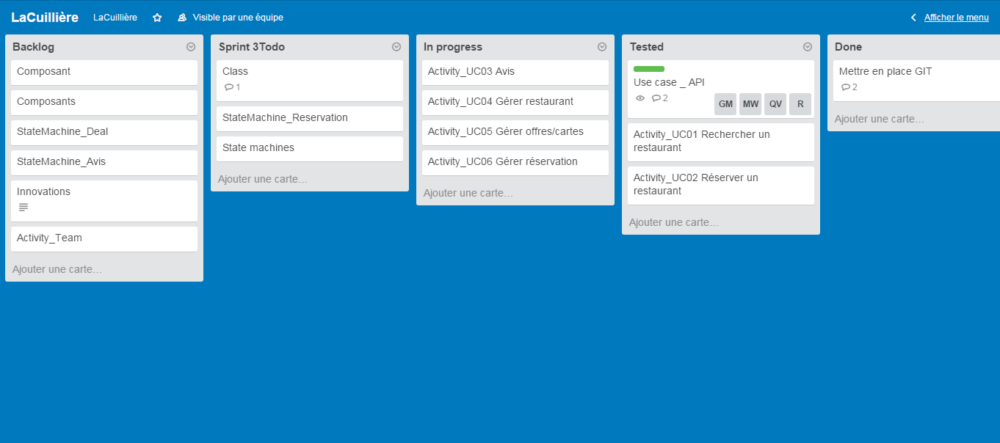 LaCuillière LaCuillière Visible par une équipe Afficher le menu
Backlog
Composant
Composants
StateMachine_Deal
StateMachine_Avis
Innovations
Activity_Team
Ajouter une carte…
Sprint 3Todo
Class
1
StateMachine_Reservation
State machines
Ajouter une carte…
In progress
Activity_UC03 Avis
Activity_UC04 Gérer restaurant
Activity_UC05 Gérer offres/cartes
Activity_UC06 Gérer réservation
Ajouter une carte…
Tested
Use case _ API
2
GM MW QV R
Activity_UC01 Rechercher un
restaurant
Activity_UC02 Réserver un
restaurant
Ajouter une carte…
Done
Mettre en place GIT
2
Ajouter une carte…